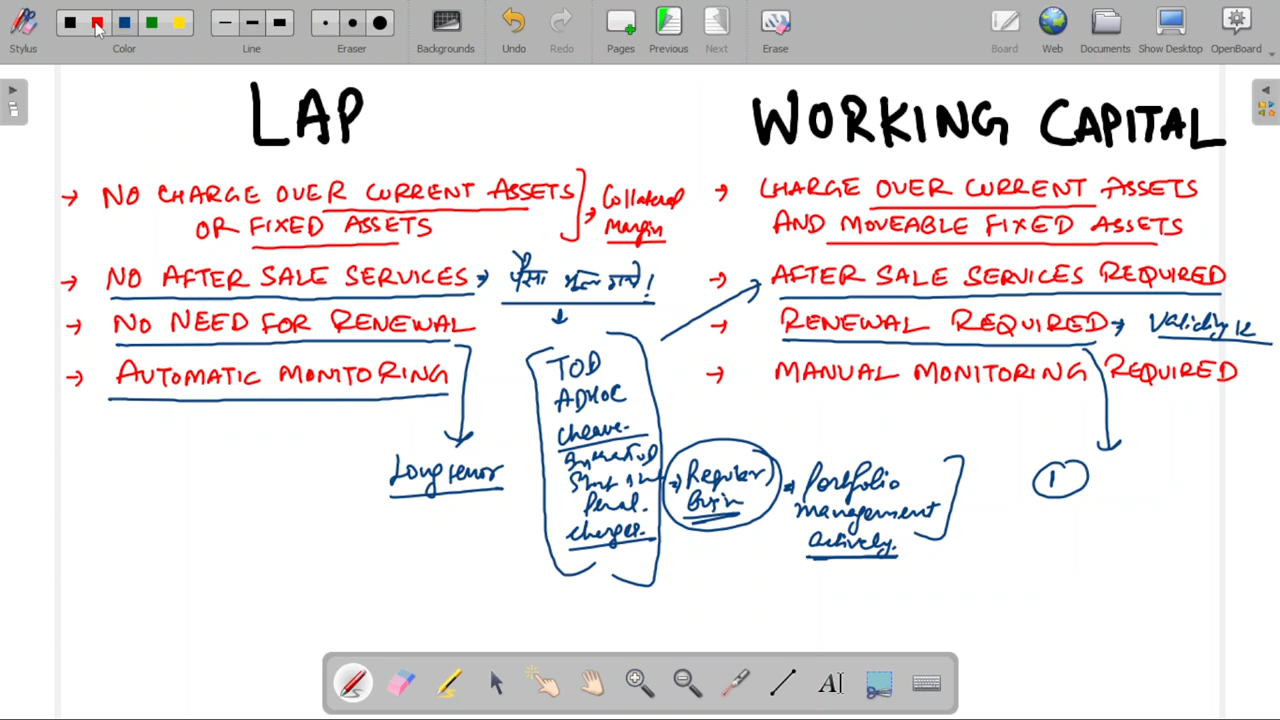 Stylus
Color
Line
Eraser
Backgrounds
Undo
Redo
Pages
Previous
Next
Erase
Board
Web
Documents
Show Desktop
OpenBoard
LAP
→ NO CHARGE OVER CURRENT ASSETS
OR FIXED ASSETS
→ Collateral
Margin
→ NO AFTER SALE SERVICES →
→ NO NEED FOR RENEWAL
→ AUTOMATIC MONITORING
Long tenor
TOD
ADHOC
Penal.
charges.
→ Regular
→ Portfolio
management
actively.
WORKING CAPITAL
→ CHARGE OVER CURRENT ASSETS
AND MOVEABLE FIXED ASSETS
→ AFTER SALE SERVICES REQUIRED
→ RENEWAL REQUIRED → Validity 12
→ MANUAL MONITORING REQUIRED
1